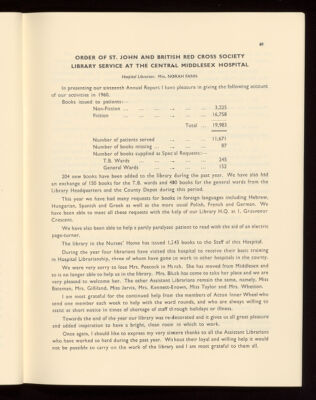 49
ORDER OF ST. JOHN AND BRITISH RED CROSS SOCIETY
LIBRARY SERVICE AT THE CENTRAL MIDDLESEX HOSPITAL
Hospital Librarian: Mrs. NORAH FANN
In presenting our sixteenth Annual Report I have pleasure in giving the following account
of our activities in 1960.
Books issued to patients:—
Non-Fiction ... ... ... ... ... ... 3,225
Fiction ... ... ... ... ... ... 16,758
Total ... 19,983
Number of patients served ... ... ... 11,671
Number of books missing ... ... ... ... 87
Number of books supplied as Special Requests:—
T.B. Wards ... ... ... ... ... 245
General Wards ... ... ... ... 152
204 new books have been added to the library during the past year. We have also had
an exchange of 150 books for the T.B. wards and 480 books for the general wards from the
Library Headquarters and the County Depot during this period.
This year we have had many requests for books in foreign languages including Hebrew,
Hungarian, Spanish and Greek as well as the more usual Polish, French and German. We
have been able to meet all these requests with the help of our Library H.Q. at 1, Grosvenor
Crescent.
We have also been able to help a partly paralysed patient to read with the aid of an electric
page-turner.
The library in the Nurses' Home has issued 1,243 books to the Staff of this Hospital.
During the year four librarians have visited this hospital to receive their basic training
in Hospital Librarianship, three of whom have gone to work in other hospitals in the county.
We were very sorry to lose Mrs. Peacock in March. She has moved from Middlesex and
so is no longer able to help us in the library. Mrs. Black has come to take her place and we are
very pleased to welcome her. The other Assistant Librarians remain the same, namely, Miss
Bateman, Mrs. Gilliland, Miss Jarvis, Mrs. Taylor and Mrs. Wheldon.
I am most grateful for the continued help from the members of Acton Inner Wheel who
send one member each week to help with the ward rounds, and who are always willing to
assist at short notice in times of shortage of staff through holidays or illness.
Towards the end of the year our library was re-decorated and it gives us all great pleasure
and added inspiration to have a bright, clean room in which to work.
Once again, I should like to express my very sincere thanks to all the Assistant Librarians
who have worked so hard during the past year. Without their loyal and willing help it would
not be possible to carry on the work of the library and I am most grateful to them all.